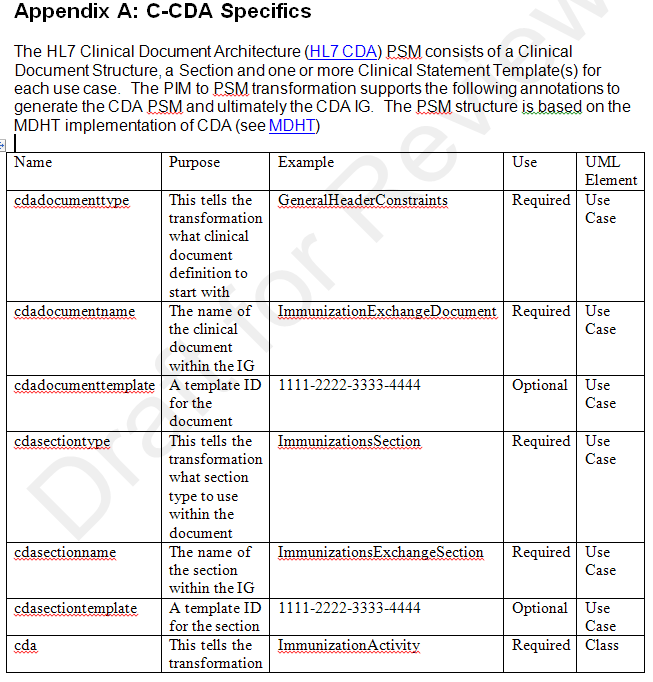 Appendix A: C-CDA Specifics
The HL7 Clinical Document Architecture (HL7 CDA) PSM consists of a Clinical
Document Structure, a Section and one or more Clinical Statement Template(s) for
each use case.  The PIM to PSM transformation supports the following annotations to
generate the CDA PSM and ultimately the CDA IG.  The PSM structure is based on the
MDHT implementation of CDA (see MDHT)
Name Purpose Example Use UML
Element
cdadocumenttype This tells the GeneralHeaderConstraints Required Use
transformation Case
what clinical
document
definition to
start with
cdadocumentname The name of ImmunizationExchangeDocument Required Use
the clinical Case
document
within the IG
cdadocumenttemplate A template ID 1111-2222-3333-4444 Optional Use
for the Case
document
cdasectiontype This tells the ImmunizationsSection Required Use
transformation Case
what section
type to use
within the
document
cdasectionname The name of ImmunizationsExchangeSection Required Use
the section Case
within the IG
cdasectiontemplate A template ID 1111-2222-3333-4444 Optional Use
for the section Case
cda This tells the ImmunizationActivity Required Class
transformation
Draft for Review